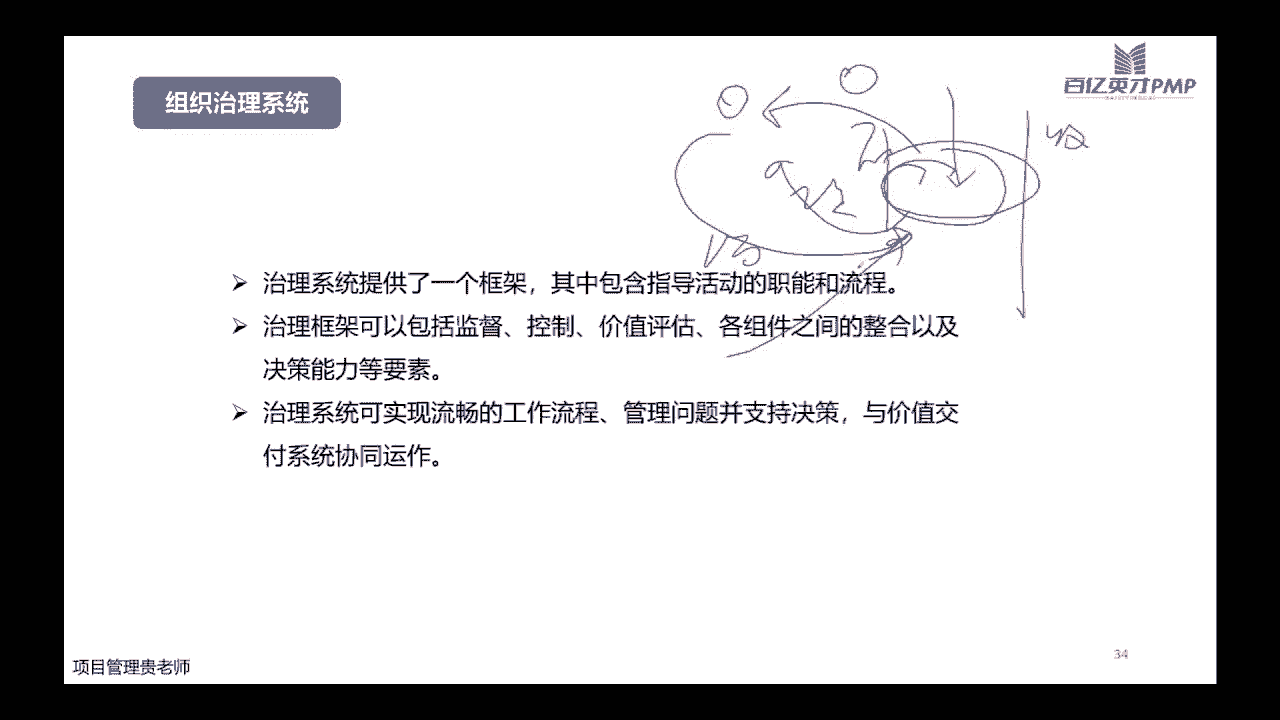 组织治理系统
百亿英才PMP
治理系统提供了一个框架，其中包含指导活动的职能和流程。
治理框架可以包括监督、控制、价值评估、各组件之间的整合以及
决策能力等要素。
治理系统可实现流畅的工作流程、管理问题并支持决策，与价值交
付系统协同运作。
项目管理贵老师
34